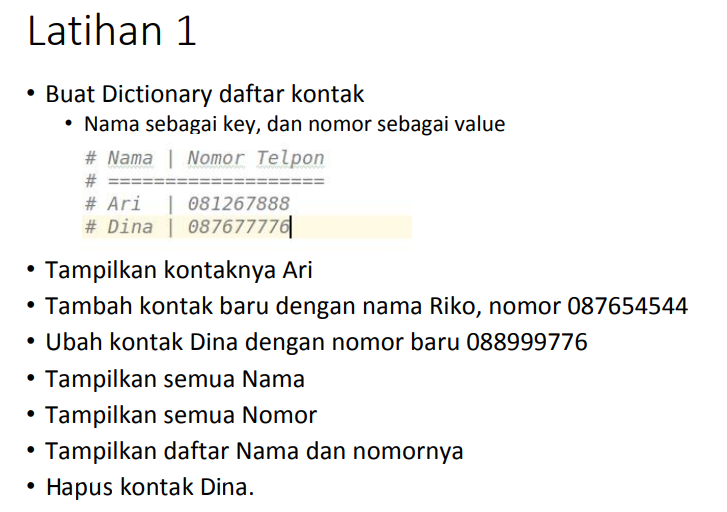 Latihan 1
• Buat Dictionary daftar kontak
• Nama sebagai key, dan nomor sebagai value
# Nama | Nomor Telpon
# ===================
# Ari  | 081267888
# Dina | 087677776
• Tampilkan kontaknya Ari
• Tambah kontak baru dengan nama Riko, nomor 087654544
• Ubah kontak Dina dengan nomor baru 088999776
• Tampilkan semua Nama
• Tampilkan semua Nomor
• Tampilkan daftar Nama dan nomornya
• Hapus kontak Dina.